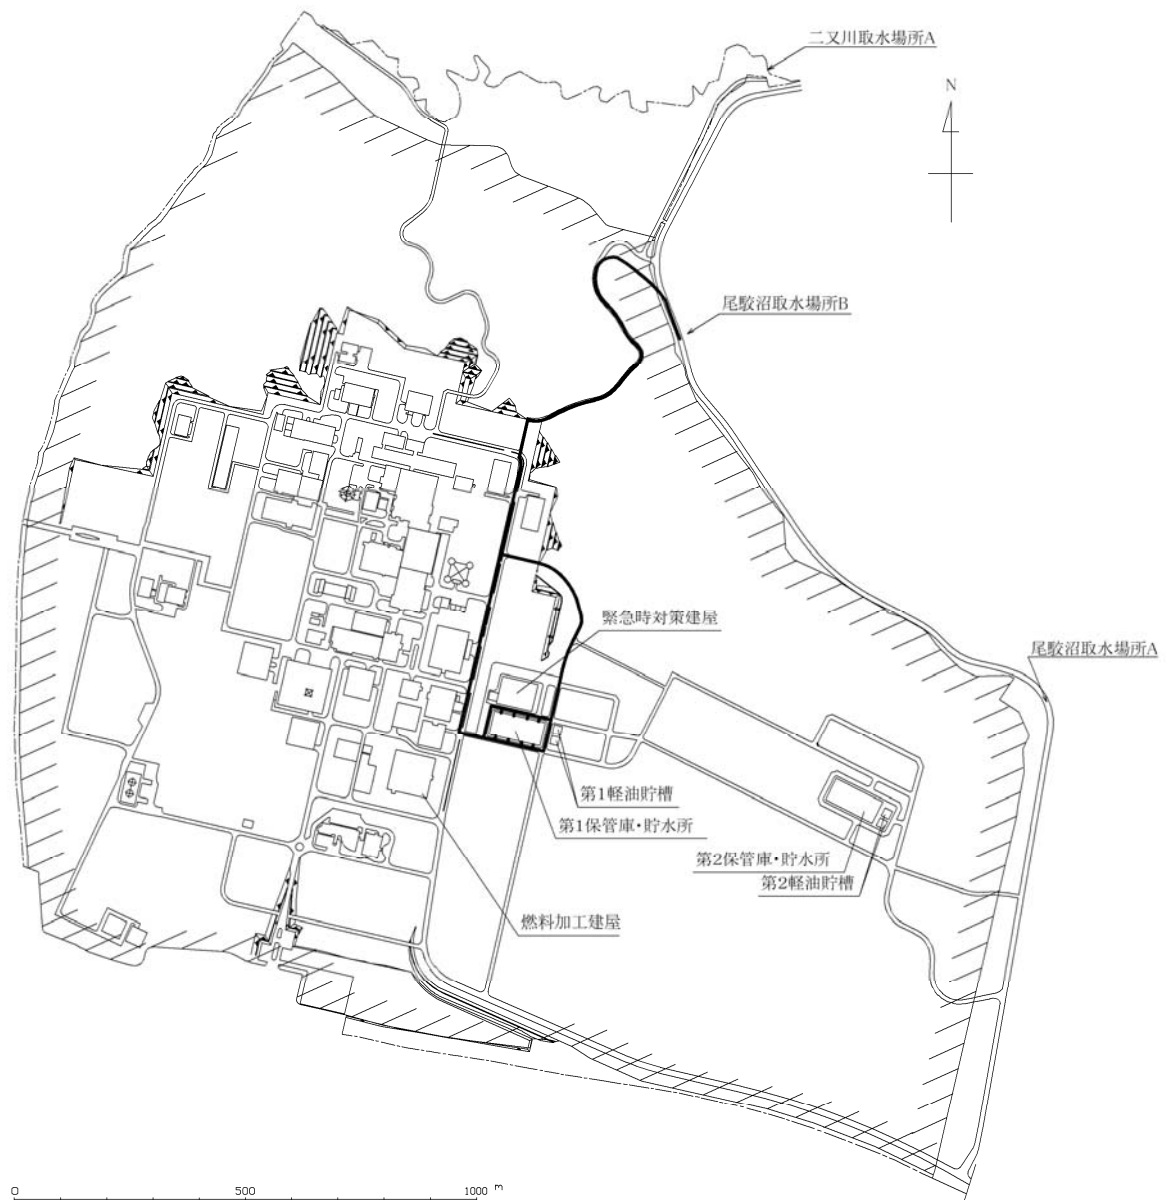 二又川取水場所A
N
尾駮沼取水場所B
緊急時対策建屋
尾駮沼取水場所A
第1軽油貯槽
第1保管庫・貯水所
第2保管庫・貯水所
第2軽油貯槽
燃料加工建屋
0 500 1000 m